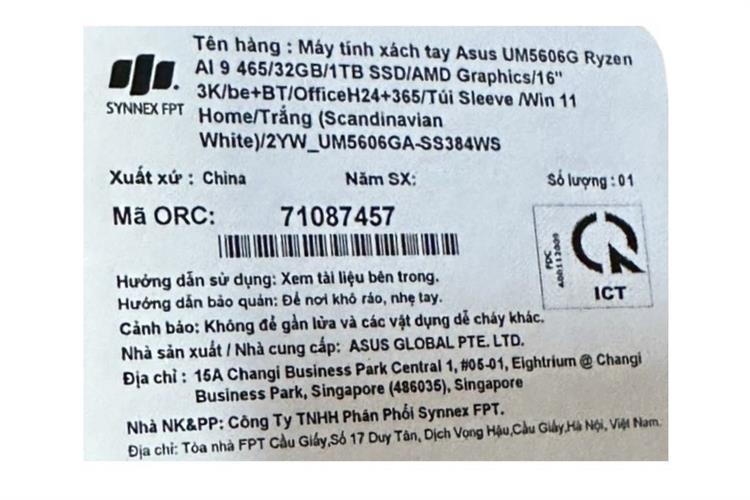 Tên hàng : Máy tính xách tay Asus UM5606G Ryzen
AI 9 465/32GB/1TB SSD/AMD Graphics/16"
3K/be+BT/OfficeH24+365/Túi Sleeve /Win 11
Home/Trắng (Scandinavian
White)/2YW_UM5606GA-SS384WS
SYNNEX FPT
Xuất xứ : China Năm SX: Số lượng : 01
Mã ORC: 71087457
PDC
A00112009
ICT
Hướng dẫn sử dụng: Xem tài liệu bên trong.
Hướng dẫn bảo quản: Để nơi khô ráo, nhẹ tay.
Cảnh báo: Không để gần lửa và các vật dụng dễ cháy khác.
Nhà sản xuất / Nhà cung cấp: ASUS GLOBAL PTE. LTD.
Địa chỉ : 15A Changi Business Park Central 1, #05-01, Eightrium @ Changi
Business Park, Singapore (486035), Singapore
Nhà NK&PP: Công Ty TNHH Phân Phối Synnex FPT.
Địa chỉ: Tòa nhà FPT Cầu Giấy,Số 17 Duy Tân, Dịch Vọng Hậu,Cầu Giấy,Hà Nội, Việt Nam.